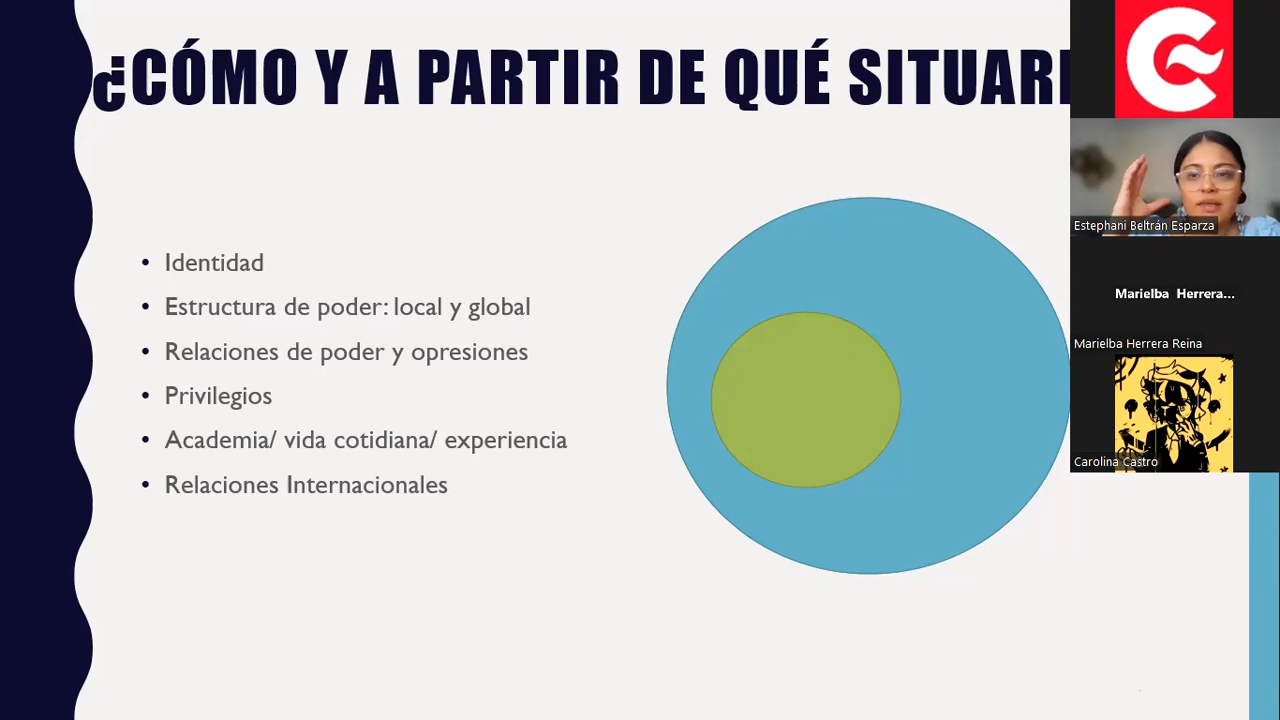 ¿CÓMO Y A PARTIR DE QUÉ
• Identidad
• Estructura de poder: local y global
• Relaciones de poder y opresiones
• Privilegios
• Academia/ vida cotidiana/ experiencia
• Relaciones Internacionales
Estephani Beltrán Esparza
Marielba Herrera...
Marielba Herrera Reina
Carolina Castro